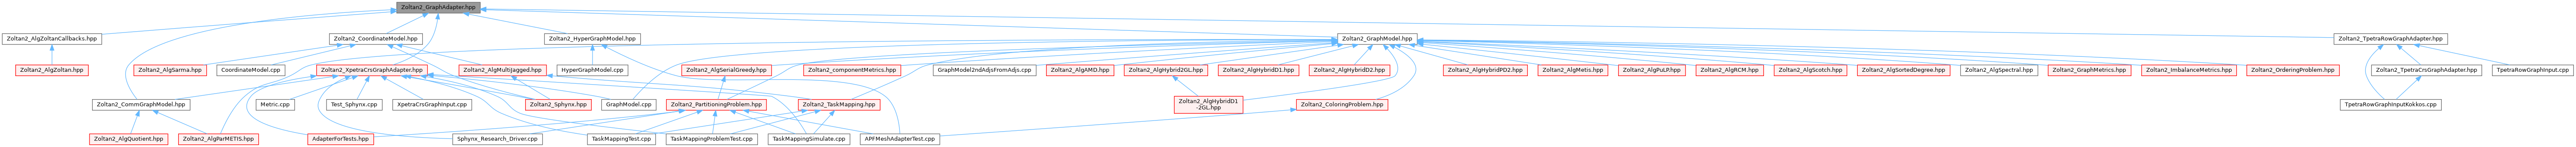 Zoltan2_GraphAdapter.hpp
Zoltan2_AlgZoltanCallbacks.hpp
Zoltan2_CoordinateModel.hpp
Zoltan2_HyperGraphModel.hpp
Zoltan2_GraphModel.hpp
Zoltan2_TpetraRowGraphAdapter.hpp
Zoltan2_AlgZoltan.hpp
Zoltan2_AlgSarma.hpp
CoordinateModel.cpp
Zoltan2_XpetraCrsGraphAdapter.hpp
Zoltan2_AlgMultiJagged.hpp
HyperGraphModel.cpp
Zoltan2_AlgSerialGreedy.hpp
Zoltan2_componentMetrics.hpp
GraphModel2ndAdjsFromAdjs.cpp
Zoltan2_AlgAMD.hpp
Zoltan2_AlgHybrid2GL.hpp
Zoltan2_AlgHybridD1.hpp
Zoltan2_AlgHybridD2.hpp
Zoltan2_AlgHybridPD2.hpp
Zoltan2_AlgMetis.hpp
Zoltan2_AlgPuLP.hpp
Zoltan2_AlgRCM.hpp
Zoltan2_AlgScotch.hpp
Zoltan2_AlgSortedDegree.hpp
Zoltan2_AlgSpectral.hpp
Zoltan2_GraphMetrics.hpp
Zoltan2_ImbalanceMetrics.hpp
Zoltan2_OrderingProblem.hpp
Zoltan2_TpetraCrsGraphAdapter.hpp
TpetraRowGraphInput.cpp
Zoltan2_CommGraphModel.hpp
Metric.cpp
Test_Sphynx.cpp
XpetraCrsGraphInput.cpp
Zoltan2_Sphynx.hpp
GraphModel.cpp
Zoltan2_PartitioningProblem.hpp
Zoltan2_TaskMapping.hpp
Zoltan2_AlgHybridD1
-2GL.hpp
Zoltan2_ColoringProblem.hpp
TpetraRowGraphInputKokkos.cpp
Zoltan2_AlgQuotient.hpp
Zoltan2_AlgParMETIS.hpp
AdapterForTests.hpp
Sphynx_Research_Driver.cpp
TaskMappingTest.cpp
TaskMappingProblemTest.cpp
TaskMappingSimulate.cpp
APFMeshAdapterTest.cpp